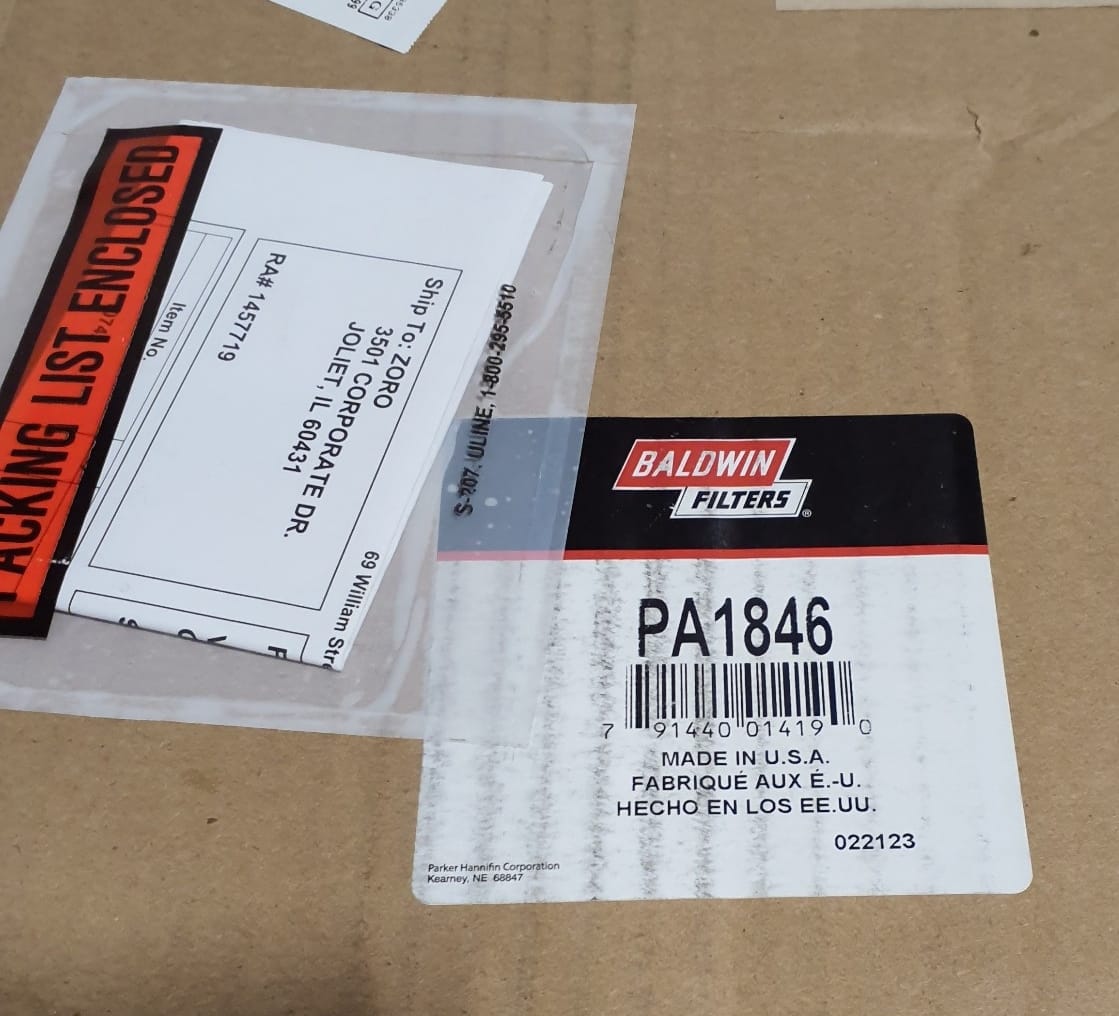 PACKING LIST ENCLOSED
Item No.
RA# 1457719
Ship To: ZORO
3501 CORPORATE DR.
JOLIET, IL 60431
69 William
S-207. ULINE, 1-800-295-5510
BALDWIN
FILTERS®
PA1846
7 91440 01419 0
MADE IN U.S.A.
FABRIQUÉ AUX É.-U.
HECHO EN LOS EE.UU.
022123
Parker Hannifin Corporation
Kearney, NE 68847